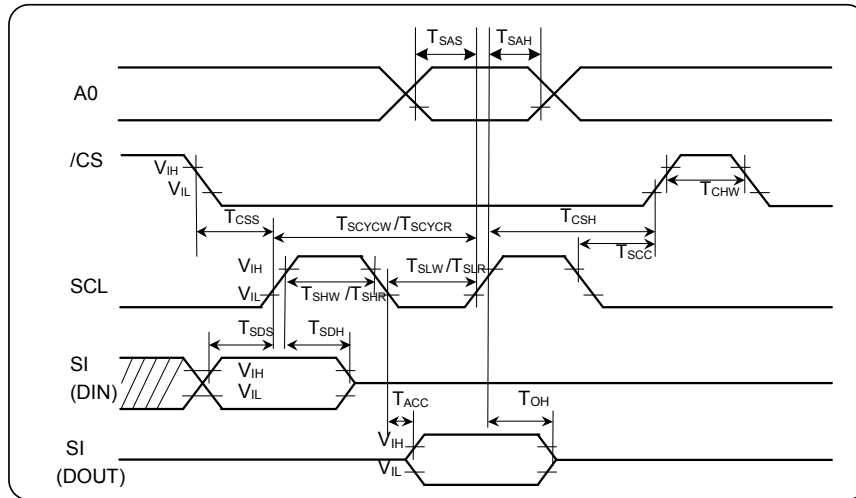 TSAS TSAH
A0
/CS
VIH
VIL
TCHW
TCSS TSCYCW /TSCYCR TCSH
TSCC
SCL
VIH
VIL
TSLW /TSLR
TSHW /TSHR
TSDS TSDH
SI
(DIN)
VIH
VIL
TACC TOH
SI
(DOUT)
VIH
VIL